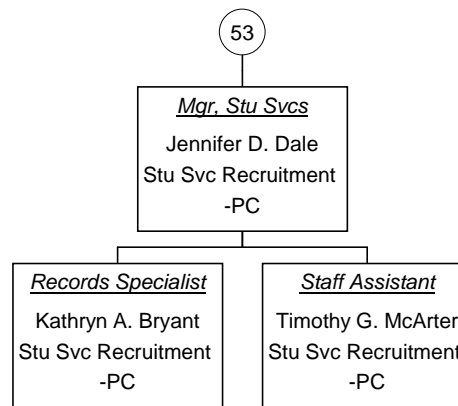 53
Mgr, Stu Svcs
Jennifer D. Dale
Stu Svc Recruitment
-PC
Records Specialist
Kathryn A. Bryant
Stu Svc Recruitment
-PC
Staff Assistant
Timothy G. McArter
Stu Svc Recruitment
-PC